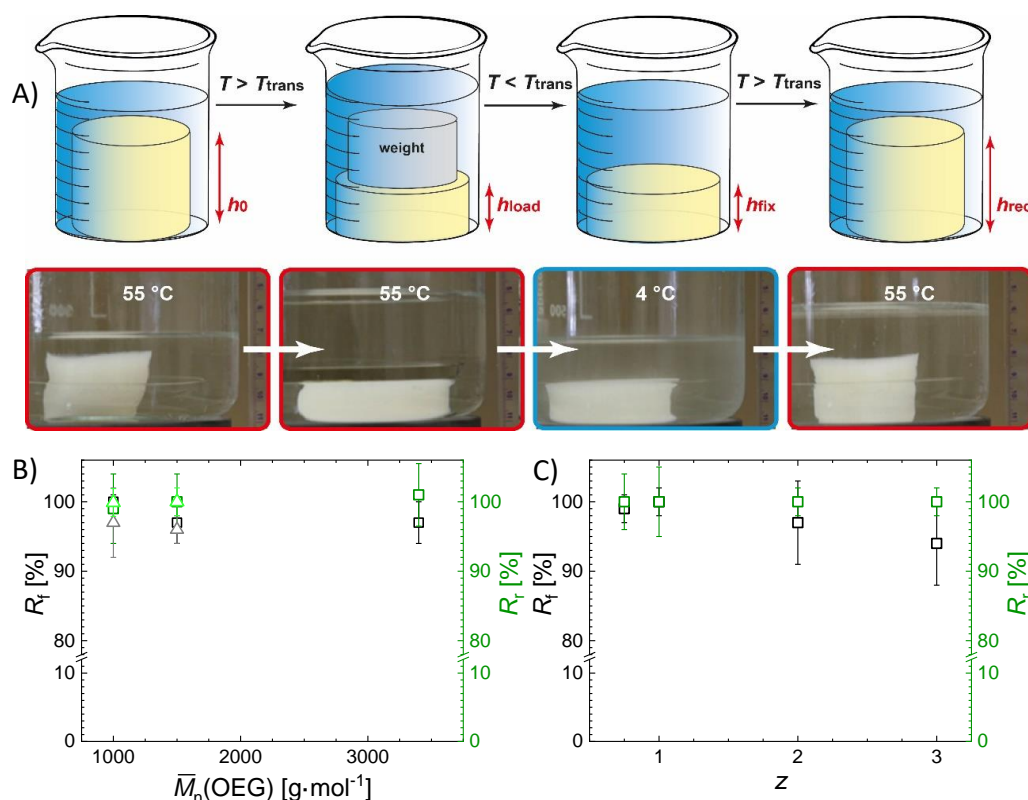 A)
T > Ttrans
T < Ttrans
T > Ttrans
weight
h0
hload
hfix
hrec
55 °C
55 °C
4 °C
55 °C
B)
C)
100
90
80
10
0
Rf [%]
100
90
80
10
0
Rr [%]
1000
2000
3000
M̅n(OEG) [g·mol-1]
100
90
80
10
0
Rf [%]
100
90
80
10
0
Rr [%]
1
2
3
z